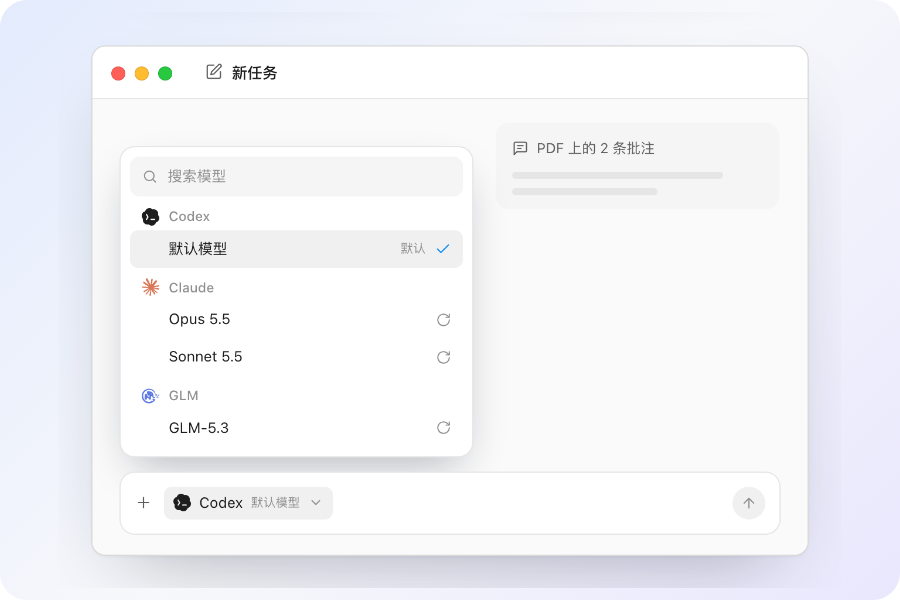 新任务
PDF 上的 2 条批注
搜索模型
Codex
默认模型 默认
Claude
Opus 5.5
Sonnet 5.5
GLM
GLM-5.3
Codex 默认模型